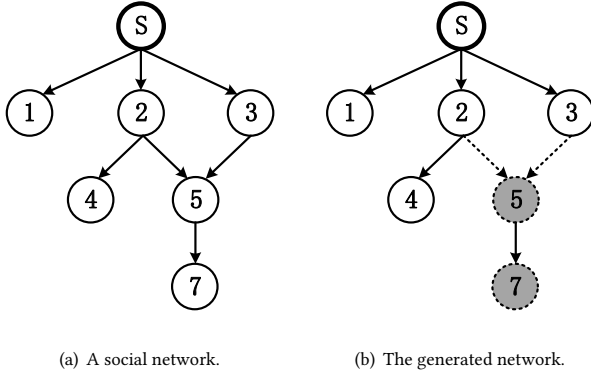 S S
1 2 3 1 2 3
4 5 4 5
7 7
(a) A social network. (b) The generated network.